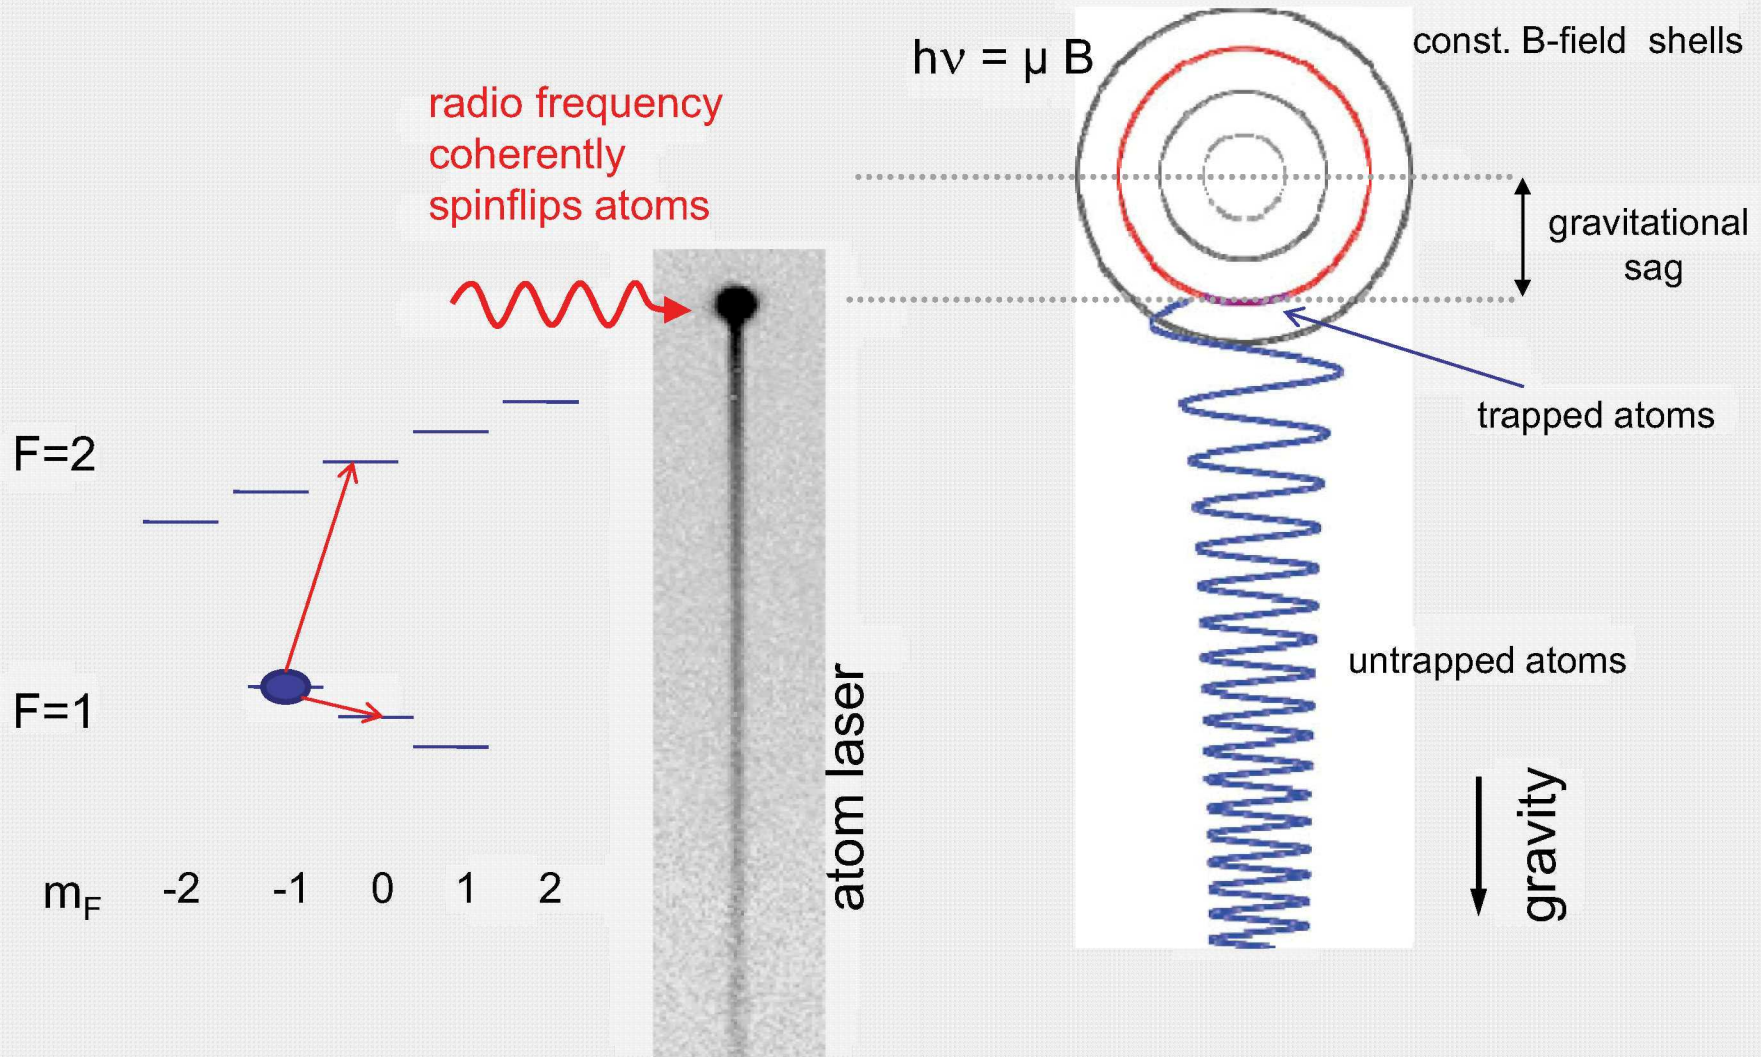 hν = μ B
const. B-field shells
radio frequency
coherently
spinflips atoms
gravitational
sag
trapped atoms
F=2
F=1
untrapped atoms
atom laser
gravity
m_F -2 -1 0 1 2